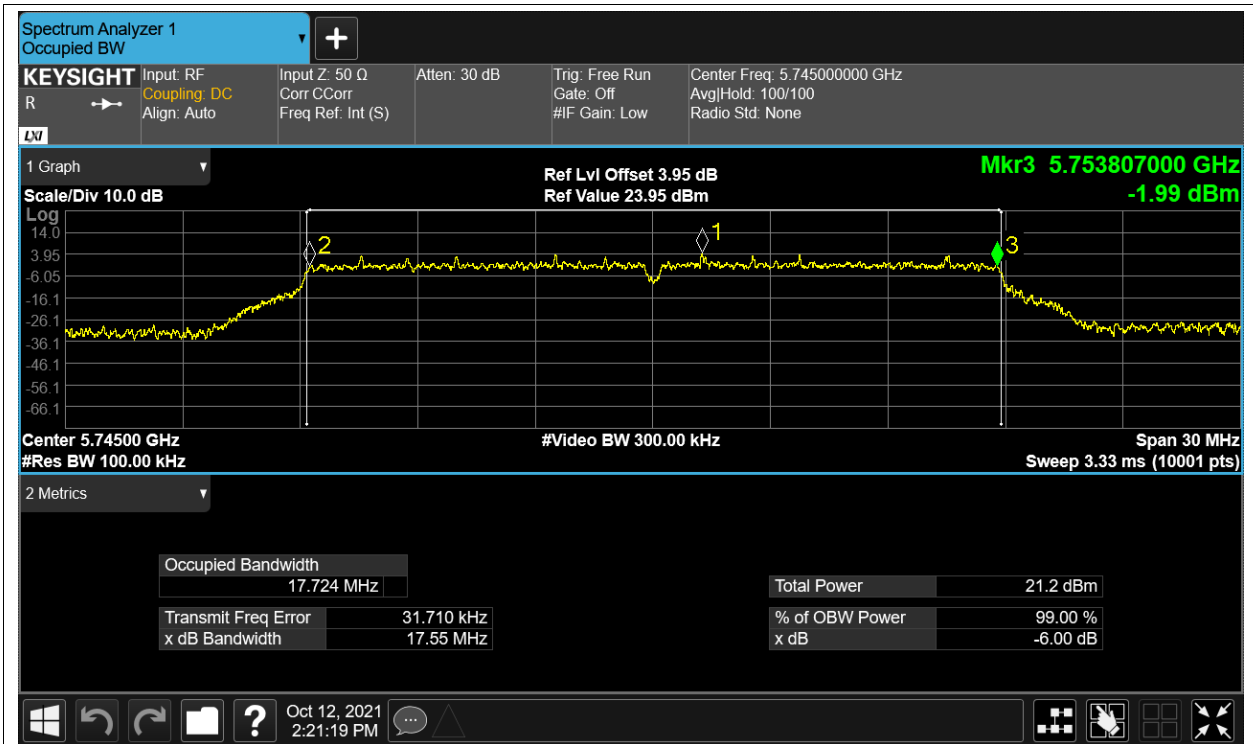 Spectrum Analyzer 1
Occupied BW
KEYSIGHT
R
LXI
Input: RF
Coupling: DC
Align: Auto
Input Z: 50 Ω
Corr CCorr
Freq Ref: Int (S)
Atten: 30 dB
Trig: Free Run
Gate: Off
#IF Gain: Low
Center Freq: 5.745000000 GHz
Avg|Hold: 100/100
Radio Std: None
1 Graph
Scale/Div 10.0 dB
Ref Lvl Offset 3.95 dB
Ref Value 23.95 dBm
Mkr3 5.753807000 GHz
-1.99 dBm
Log
14.0
3.95
-6.05
-16.1
-26.1
-36.1
-46.1
-56.1
-66.1
2
1
3
Center 5.74500 GHz
#Res BW 100.00 kHz
#Video BW 300.00 kHz
Span 30 MHz
Sweep 3.33 ms (10001 pts)
2 Metrics
Occupied Bandwidth
17.724 MHz
Transmit Freq Error 31.710 kHz
x dB Bandwidth 17.55 MHz
Total Power 21.2 dBm
% of OBW Power 99.00 %
x dB -6.00 dB
?
Oct 12, 2021
2:21:19 PM